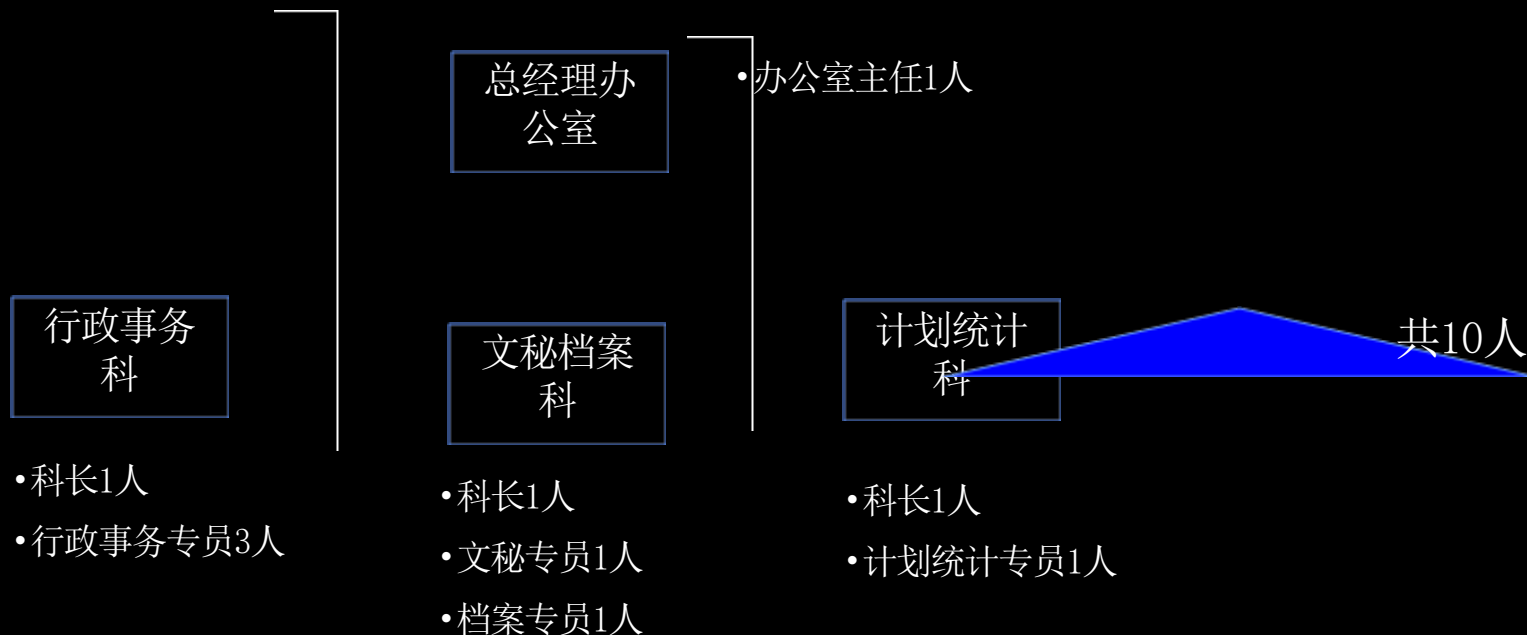 总经理办
公室
•办公室主任1人
行政事务
科
文秘档案
科
计划统计
科
共10人
•科长1人
•行政事务专员3人
•科长1人
•文秘专员1人
•档案专员1人
•科长1人
•计划统计专员1人